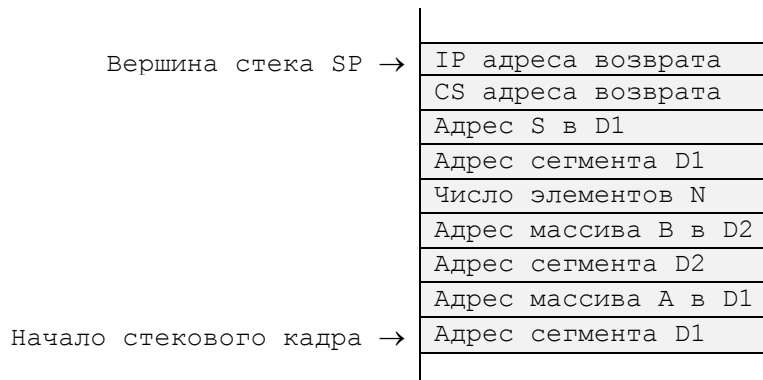 Вершина стека SP → IP адреса возврата
CS адреса возврата
Адрес S в D1
Адрес сегмента D1
Число элементов N
Адрес массива B в D2
Адрес сегмента D2
Адрес массива A в D1
Начало стекового кадра → Адрес сегмента D1